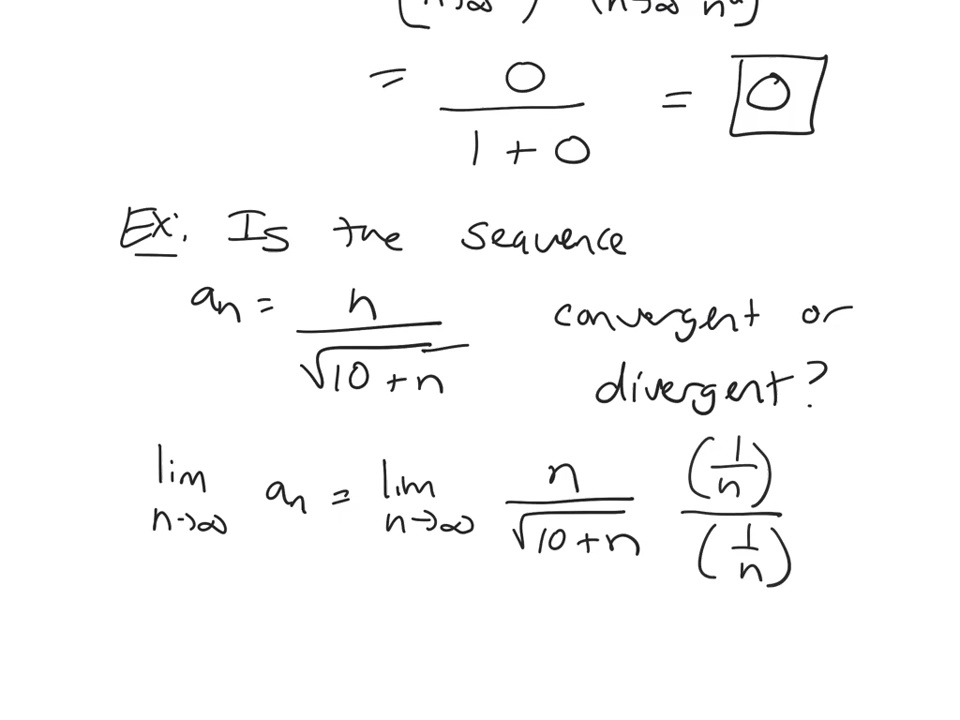 (n→∞ ) (n→∞ n
= 0 / (1 + 0) = 0
Ex: Is the sequence
an = n / √(10 + n) convergent or
divergent?
lim n→∞ an = lim n→∞ n / √(10 + n) (1/n) / (1/n)